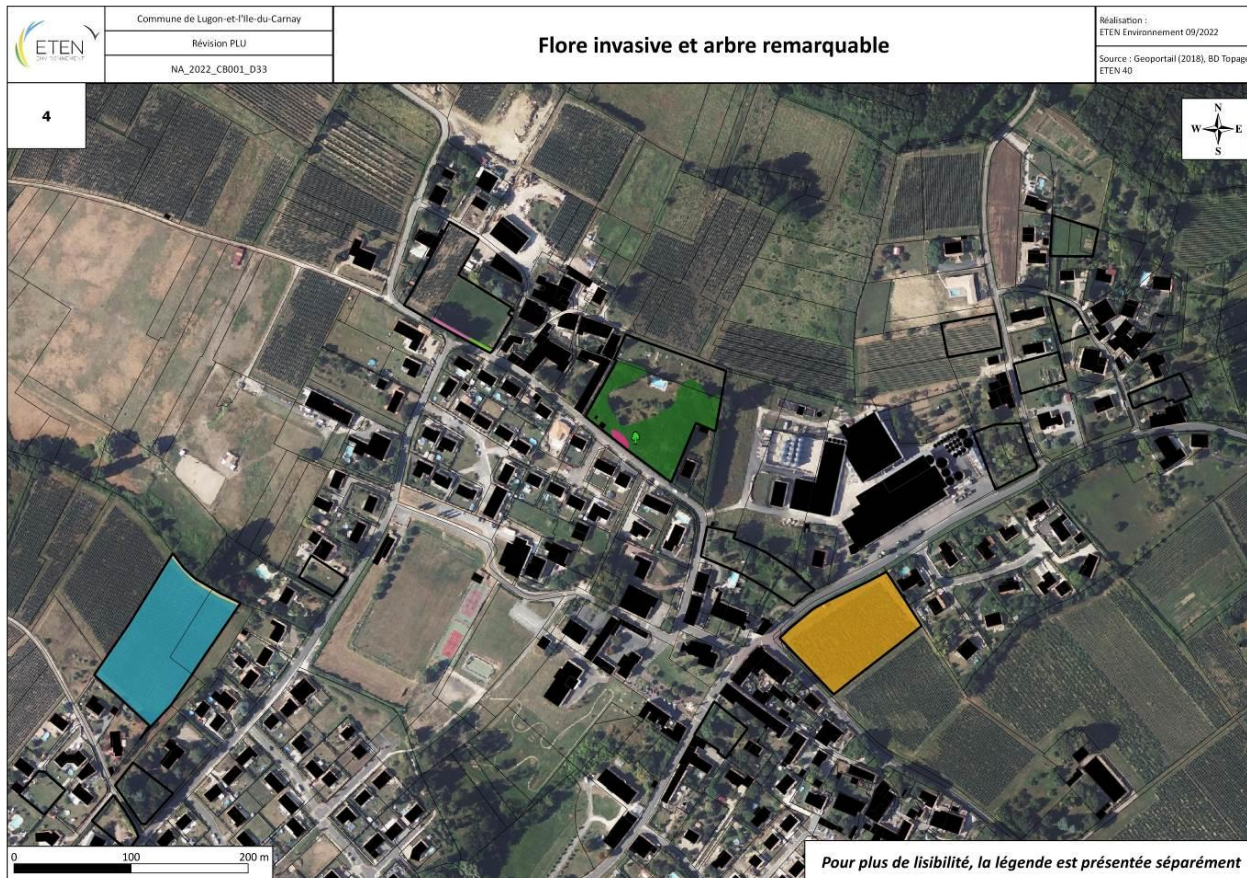 ETEN
ENVIRONNEMENT
Commune de Lugon-et-l'Ile-du-Carnay
Révision PLU
NA_2022_CB001_D33
Flore invasive et arbre remarquable
Réalisation :
ETEN Environnement 09/2022
Source : Geoportail (2018), BD Topage
ETEN 40
4
N
W E
S
0 100 200 m
Pour plus de lisibilité, la légende est présentée séparément